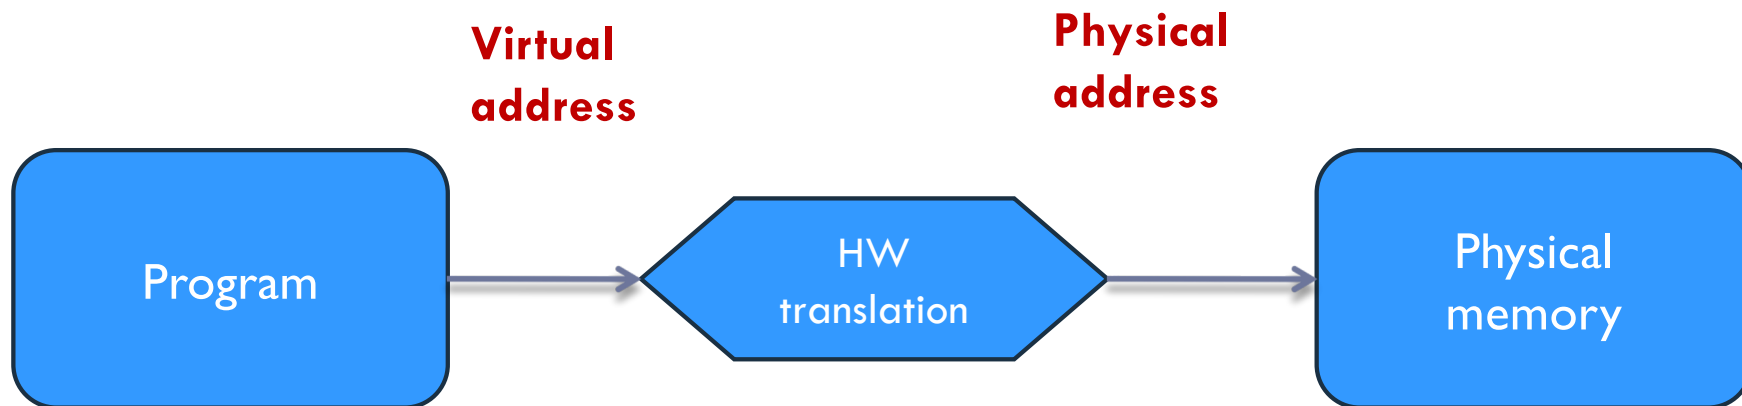 Virtual
address
Physical
address
Program
HW
translation
Physical
memory